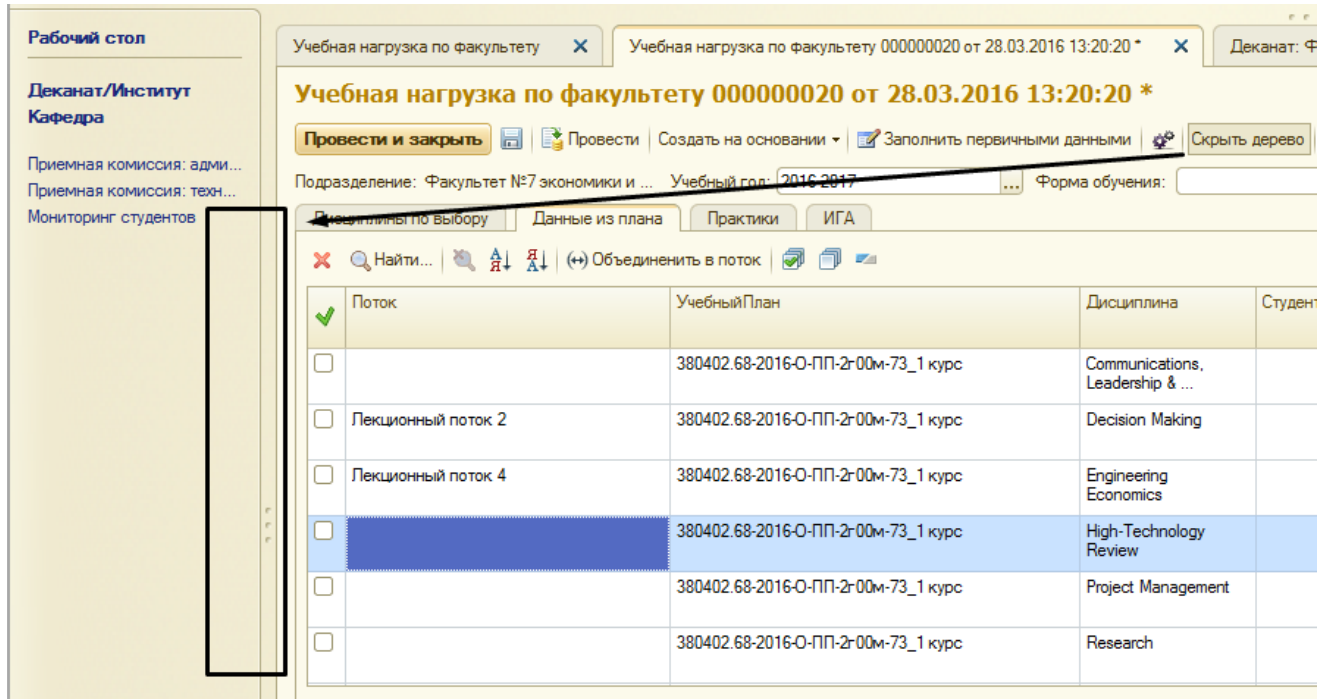 Рабочий стол
Деканат/Институт
Кафедра
Приемная комиссия: адми...
Приемная комиссия: техн...
Мониторинг студентов
Учебная нагрузка по факультету
Учебная нагрузка по факультету 000000020 от 28.03.2016 13:20:20 *
Деканат: Ф
Учебная нагрузка по факультету 000000020 от 28.03.2016 13:20:20 *
Провести и закрыть Провести Создать на основании Заполнить первичными данными Скрыть дерево
Подразделение: Факультет №7 экономики и ... Учебный год: 2016-2017 ... Форма обучения:
Дисциплины по выбору Данные из плана Практики ИГА
Найти... Объединенить в поток
Поток УчебныйПлан Дисциплина Студент
380402.68-2016-О-ПП-2г00м-73_1 курс Communications,
Leadership & ...
Лекционный поток 2 380402.68-2016-О-ПП-2г00м-73_1 курс Decision Making
Лекционный поток 4 380402.68-2016-О-ПП-2г00м-73_1 курс Engineering
Economics
380402.68-2016-О-ПП-2г00м-73_1 курс High-Technology
Review
380402.68-2016-О-ПП-2г00м-73_1 курс Project Management
380402.68-2016-О-ПП-2г00м-73_1 курс Research